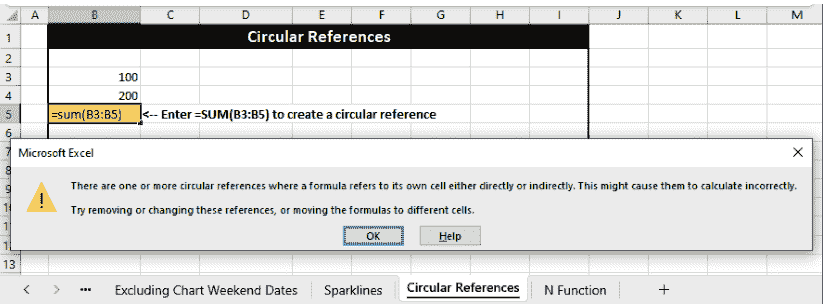 A B C D E F G H I J K L M
1 Circular References
2
3 100
4 200
5 =sum(B3:B5) <-- Enter =SUM(B3:B5) to create a circular reference
6
7 Microsoft Excel
8 There are one or more circular references where a formula refers to its own cell either directly or indirectly. This might cause them to calculate incorrectly.
9 Try removing or changing these references, or moving the formulas to different cells.
OK Help
13
Excluding Chart Weekend Dates Sparklines Circular References N Function +